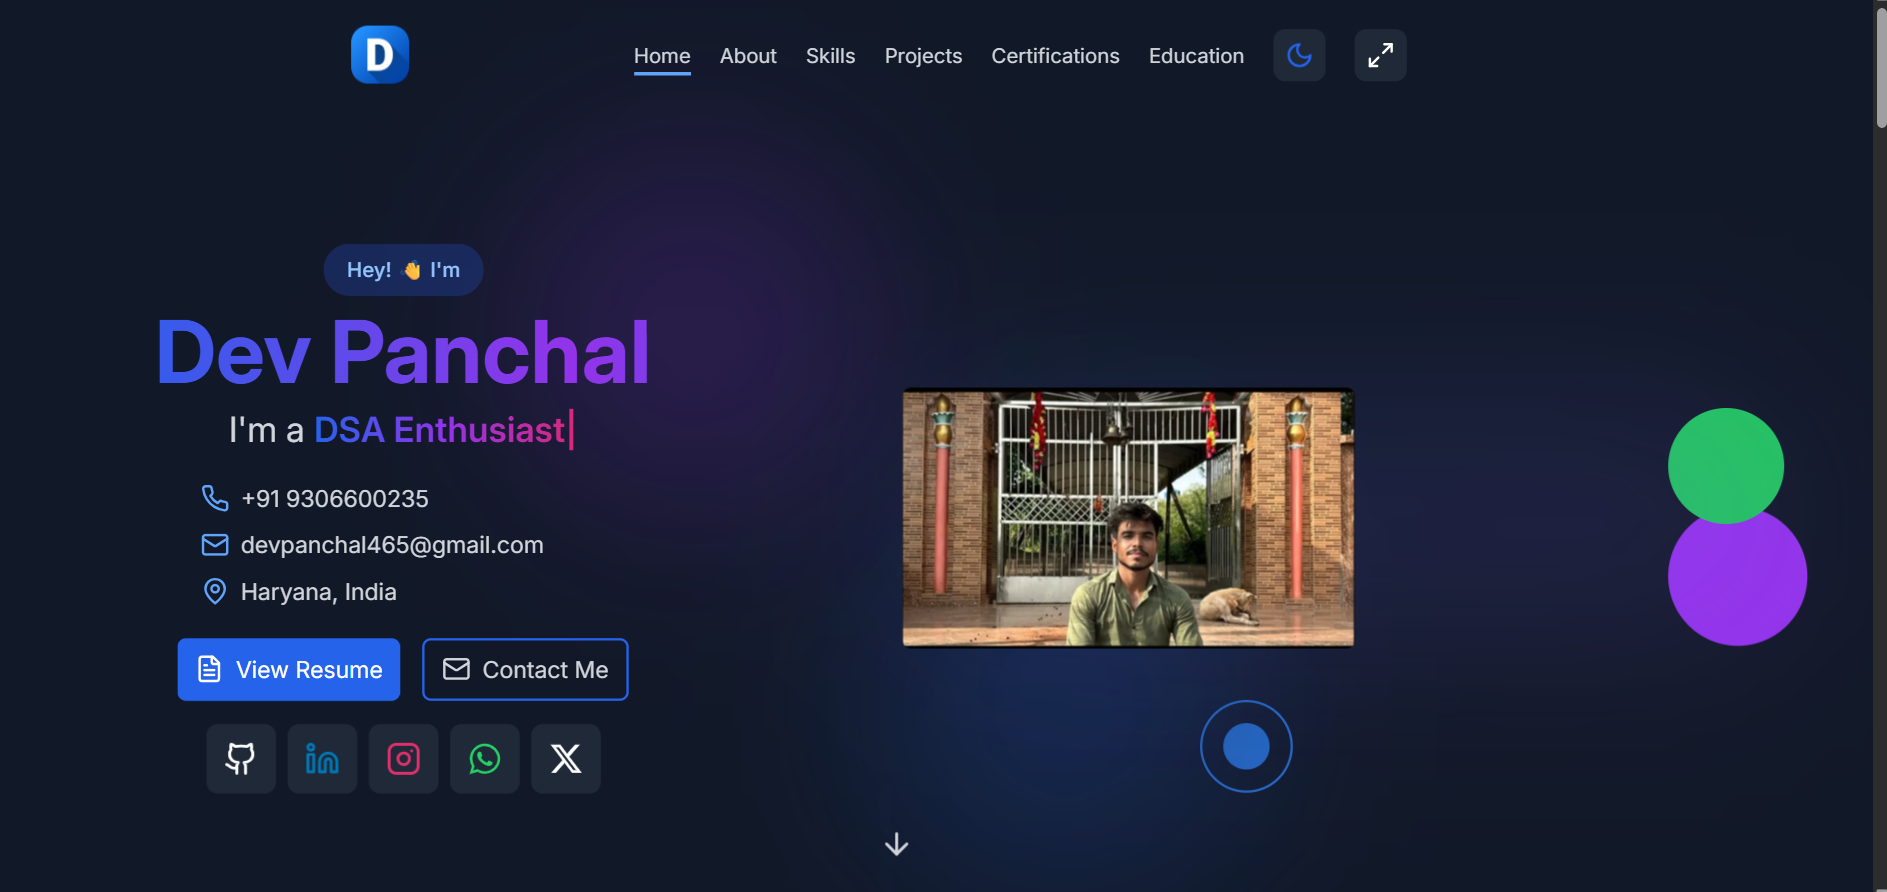 D
Home About Skills Projects Certifications Education
Hey! 👋 I'm
Dev Panchal
I'm a DSA Enthusiast|
+91 9306600235
devpanchal465@gmail.com
Haryana, India
View Resume Contact Me
in X